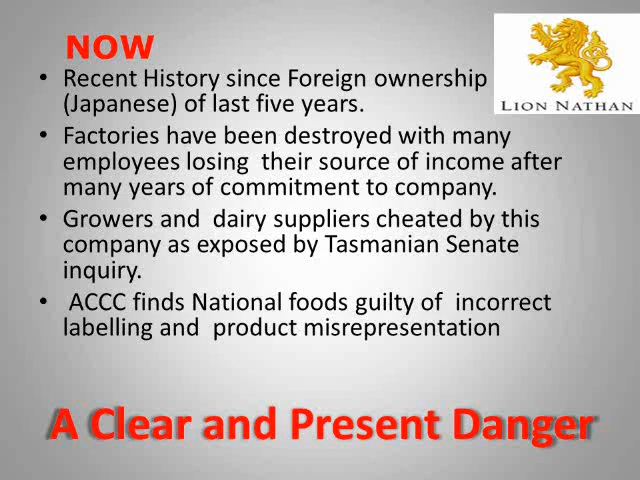 NOW
LION NATHAN
• Recent History since Foreign ownership
(Japanese) of last five years.
• Factories have been destroyed with many
employees losing their source of income after
many years of commitment to company.
• Growers and dairy suppliers cheated by this
company as exposed by Tasmanian Senate
inquiry.
• ACCC finds National foods guilty of incorrect
labelling and product misrepresentation
A Clear and Present Danger